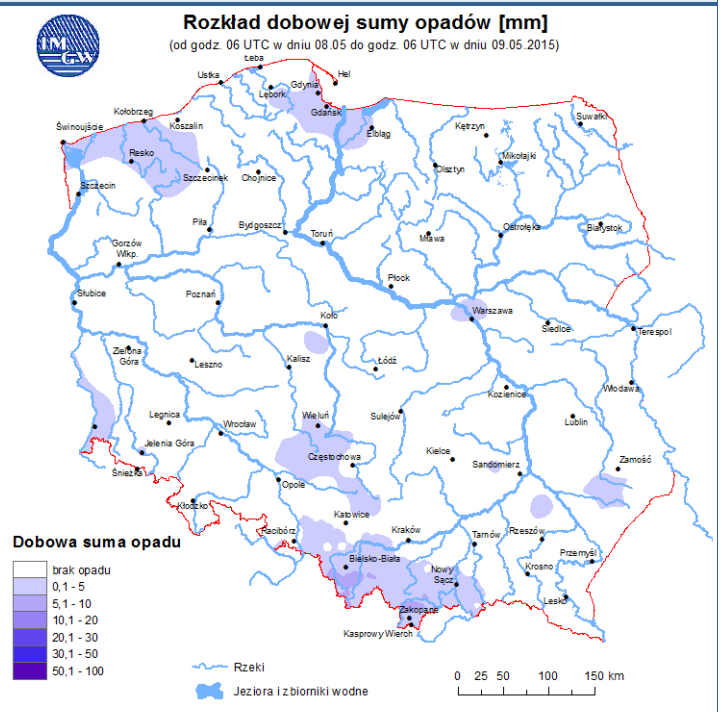 Rozkład dobowej sumy opadów [mm]
(od godz. 06 UTC w dniu 08.05 do godz. 06 UTC w dniu 09.05.2015)
IM
GW
Łeba
Hel
Ustka
Gdynia
Lębork
Gdańsk
Kołobrzeg
Koszalin
Suwałki
Świnoujście
Elbląg
Kętrzyn
Resko
Mikołajki
Szczecinek
Chojnice
Olsztyn
Szczecin
Piła
Bydgoszcz
Toruń
Mława
Ostrołęka
Białystok
Gorzów
Wlkp.
Płock
Słubice
Poznań
Koło
Warszawa
Siedlce
Terespol
Zielona
Góra
Leszno
Kalisz
Łódź
Kozienice
Włodawa
Legnica
Wrocław
Wieluń
Sulejów
Lublin
Jelenia Góra
Częstochowa
Kielce
Sandomierz
Zamość
Śnieżka
Opole
Kłodzko
Katowice
Racibórz
Kraków
Tarnów
Rzeszów
Przemyśl
Bielsko-Biała
Nowy
Sącz
Krosno
Lesko
Zakopane
Kasprowy Wierch
Dobowa suma opadu
brak opadu
0,1 - 5
5,1 - 10
10,1 - 20
20,1 - 30
30,1 - 50
50,1 - 100
Rzeki
Jeziora i zbiorniki wodne
0 25 50 100 150 km